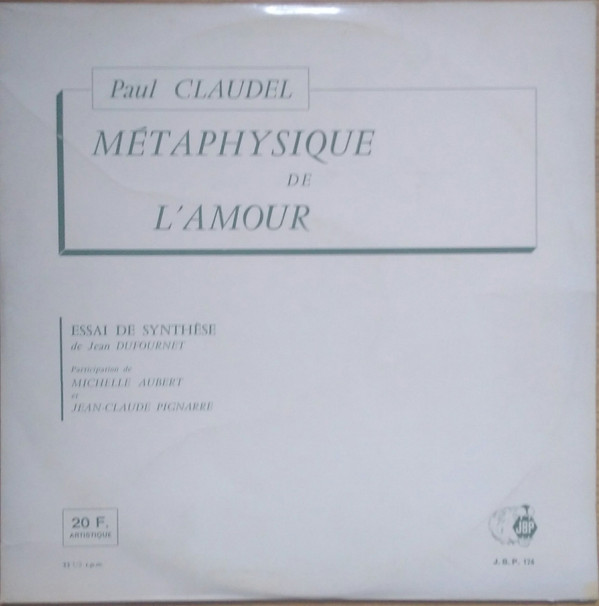 Paul CLAUDEL
MÉTAPHYSIQUE
DE
L'AMOUR
ESSAI DE SYNTHÈSE
de Jean DUFOURNET
Participation de
MICHELLE AUBERT
et
JEAN-CLAUDE PIGNARRE
20 F.
ARTISTIQUE
JBP
J. B. P.